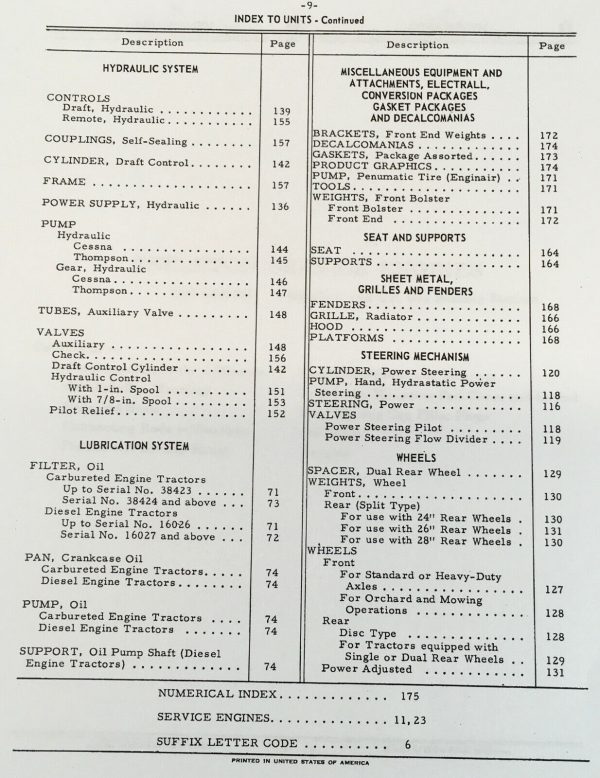 -9-
INDEX TO UNITS - Continued
Description Page
HYDRAULIC SYSTEM
CONTROLS
Draft, Hydraulic . . . . . . . . . . . . 139
Remote, Hydraulic . . . . . . . . . . . 155
COUPLINGS, Self-Sealing . . . . . . . 157
CYLINDER, Draft Control . . . . . . . 142
FRAME . . . . . . . . . . . . . . . . . . 157
POWER SUPPLY, Hydraulic . . . . . . 136
PUMP
Hydraulic
Cessna . . . . . . . . . . . . . . . 144
Thompson . . . . . . . . . . . . . . 145
Gear, Hydraulic
Cessna . . . . . . . . . . . . . . . . 146
Thompson . . . . . . . . . . . . . . 147
TUBES, Auxiliary Valve . . . . . . . . 148
VALVES
Auxiliary . . . . . . . . . . . . . . . . 148
Check . . . . . . . . . . . . . . . . . . 156
Draft Control Cylinder . . . . . . . . 142
Hydraulic Control
With 1-in. Spool . . . . . . . . . . 151
With 7/8-in. Spool . . . . . . . . . 153
Pilot Relief . . . . . . . . . . . . . . . 152
LUBRICATION SYSTEM
FILTER, Oil
Carbureted Engine Tractors
Up to Serial No. 38423 . . . . . . 71
Serial No. 38424 and above . . . 73
Diesel Engine Tractors
Up to Serial No. 16026 . . . . . . 71
Serial No. 16027 and above . . . 72
PAN, Crankcase Oil
Carbureted Engine Tractors . . . . . 74
Diesel Engine Tractors . . . . . . . . 74
PUMP, Oil
Carbureted Engine Tractors . . . . 74
Diesel Engine Tractors . . . . . . . 74
SUPPORT, Oil Pump Shaft (Diesel
Engine Tractors) . . . . . . . . . . . . 74
Description Page
MISCELLANEOUS EQUIPMENT AND
ATTACHMENTS, ELECTRALL,
CONVERSION PACKAGES
GASKET PACKAGES
AND DECALCOMANIAS
BRACKETS, Front End Weights . . . . 172
DECALCOMANIAS . . . . . . . . . . . . 174
GASKETS, Package Assorted . . . . . . 173
PRODUCT GRAPHICS . . . . . . . . . . . 174
PUMP, Penumatic Tire (Enginair) . . 171
TOOLS . . . . . . . . . . . . . . . . . . . 171
WEIGHTS, Front Bolster
Front Bolster . . . . . . . . . . . . . 171
Front End . . . . . . . . . . . . . . . 172
SEAT AND SUPPORTS
SEAT . . . . . . . . . . . . . . . . . . . 164
SUPPORTS . . . . . . . . . . . . . . . . 164
SHEET METAL,
GRILLES AND FENDERS
FENDERS . . . . . . . . . . . . . . . . . 168
GRILLE, Radiator . . . . . . . . . . . . 166
HOOD . . . . . . . . . . . . . . . . . . . 166
PLATFORMS . . . . . . . . . . . . . . . 168
STEERING MECHANISM
CYLINDER, Power Steering . . . . . . 120
PUMP, Hand, Hydrastatic Power
Steering . . . . . . . . . . . . . . . . . 118
STEERING, Power . . . . . . . . . . . . 116
VALVES
Power Steering Pilot . . . . . . . . . 118
Power Steering Flow Divider . . . . 119
WHEELS
SPACER, Dual Rear Wheel . . . . . . . 129
WEIGHTS, Wheel
Front . . . . . . . . . . . . . . . . . . . 130
Rear (Split Type)
For use with 24" Rear Wheels . 130
For use with 26" Rear Wheels . 131
For use with 28" Rear Wheels . 130
WHEELS
Front
For Standard or Heavy-Duty
Axles . . . . . . . . . . . . . . . . 127
For Orchard and Mowing
Operations . . . . . . . . . . . . 128
Rear
Disc Type . . . . . . . . . . . . . . 128
For Tractors equipped with
Single or Dual Rear Wheels . . 129
Power Adjusted . . . . . . . . . . . . 131
NUMERICAL INDEX . . . . . . . . . . . . 175
SERVICE ENGINES . . . . . . . . . . . . 11, 23
SUFFIX LETTER CODE . . . . . . . . . . 6
PRINTED IN UNITED STATES OF AMERICA